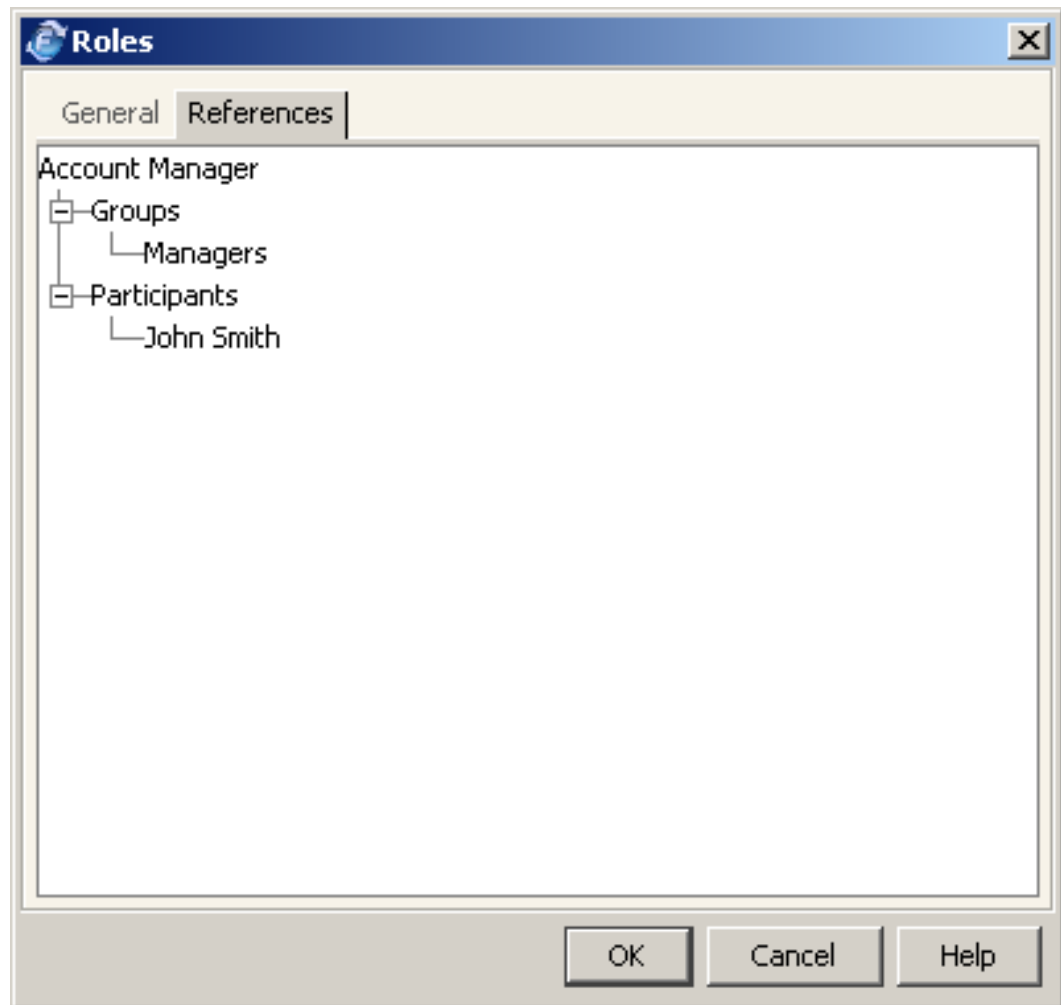 Roles
General References
Account Manager
Groups
Managers
Participants
John Smith
OK Cancel Help